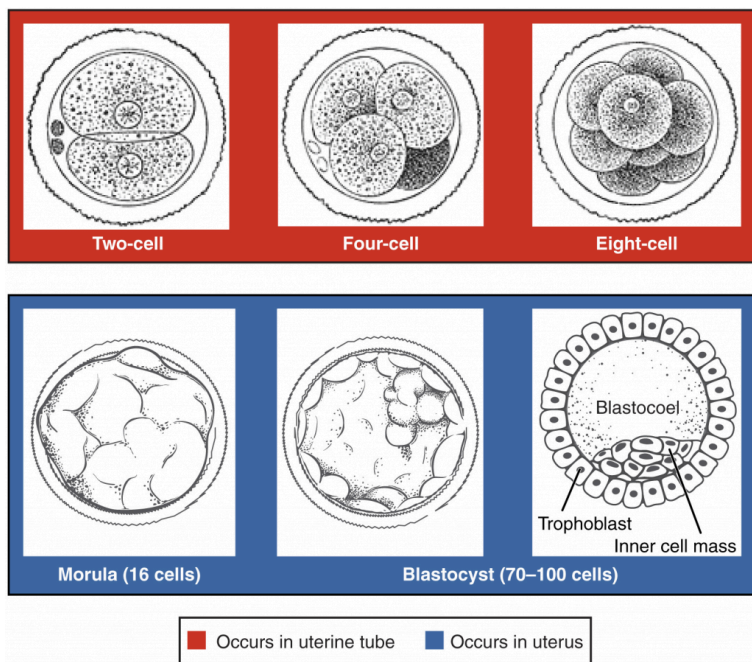 Two-cell
Four-cell
Eight-cell
Blastocoel
Trophoblast
Inner cell mass
Morula (16 cells)
Blastocyst (70–100 cells)
Occurs in uterine tube
Occurs in uterus